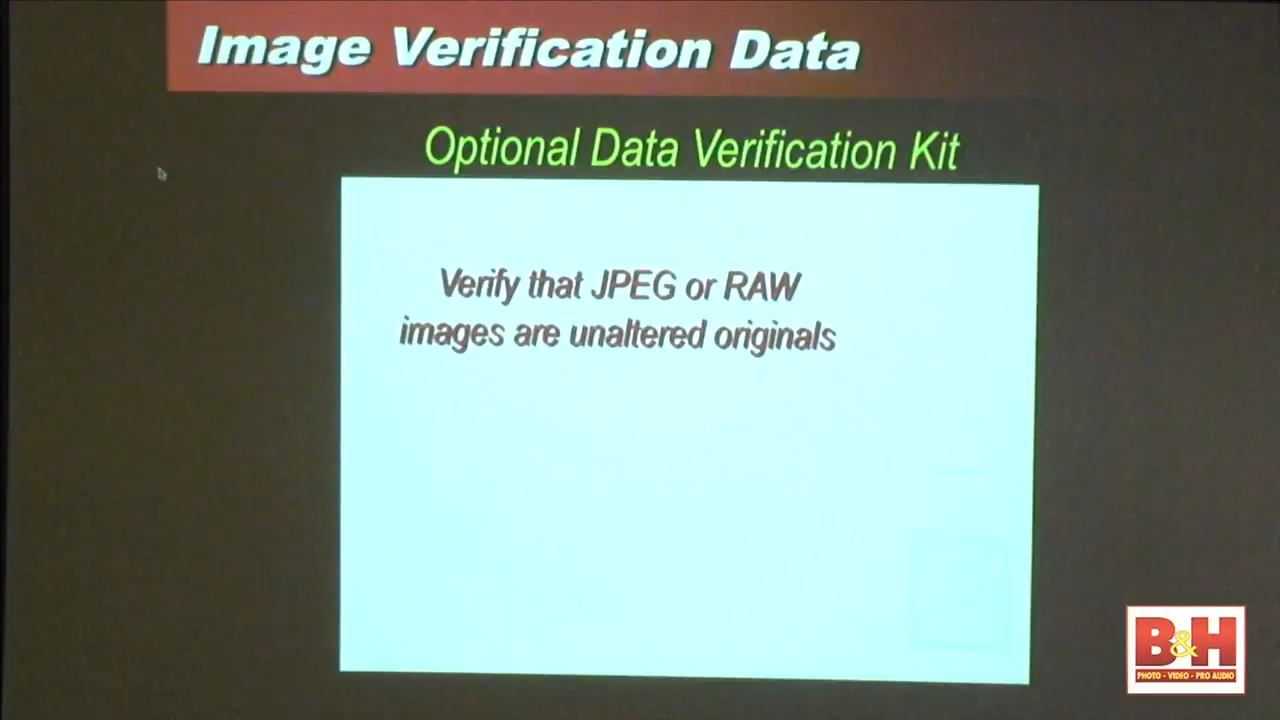 Image Verification Data
Optional Data Verification Kit
Verify that JPEG or RAW
images are unaltered originals
B&H
PHOTO - VIDEO - PRO AUDIO